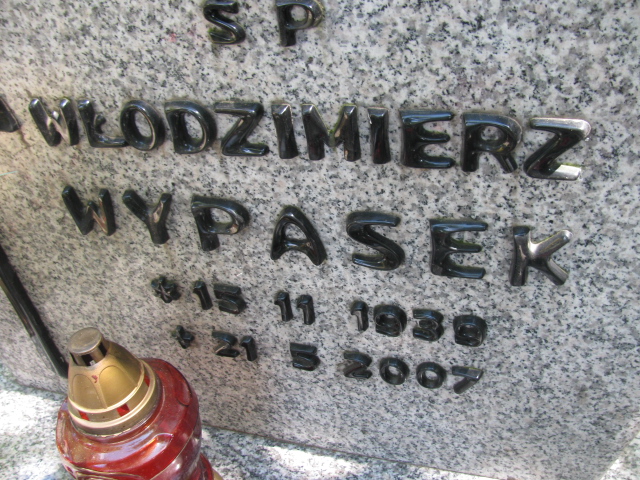 S P
WŁODZIMIERZ
WYPASEK
* 15 11 1939
+ 21 5 2007